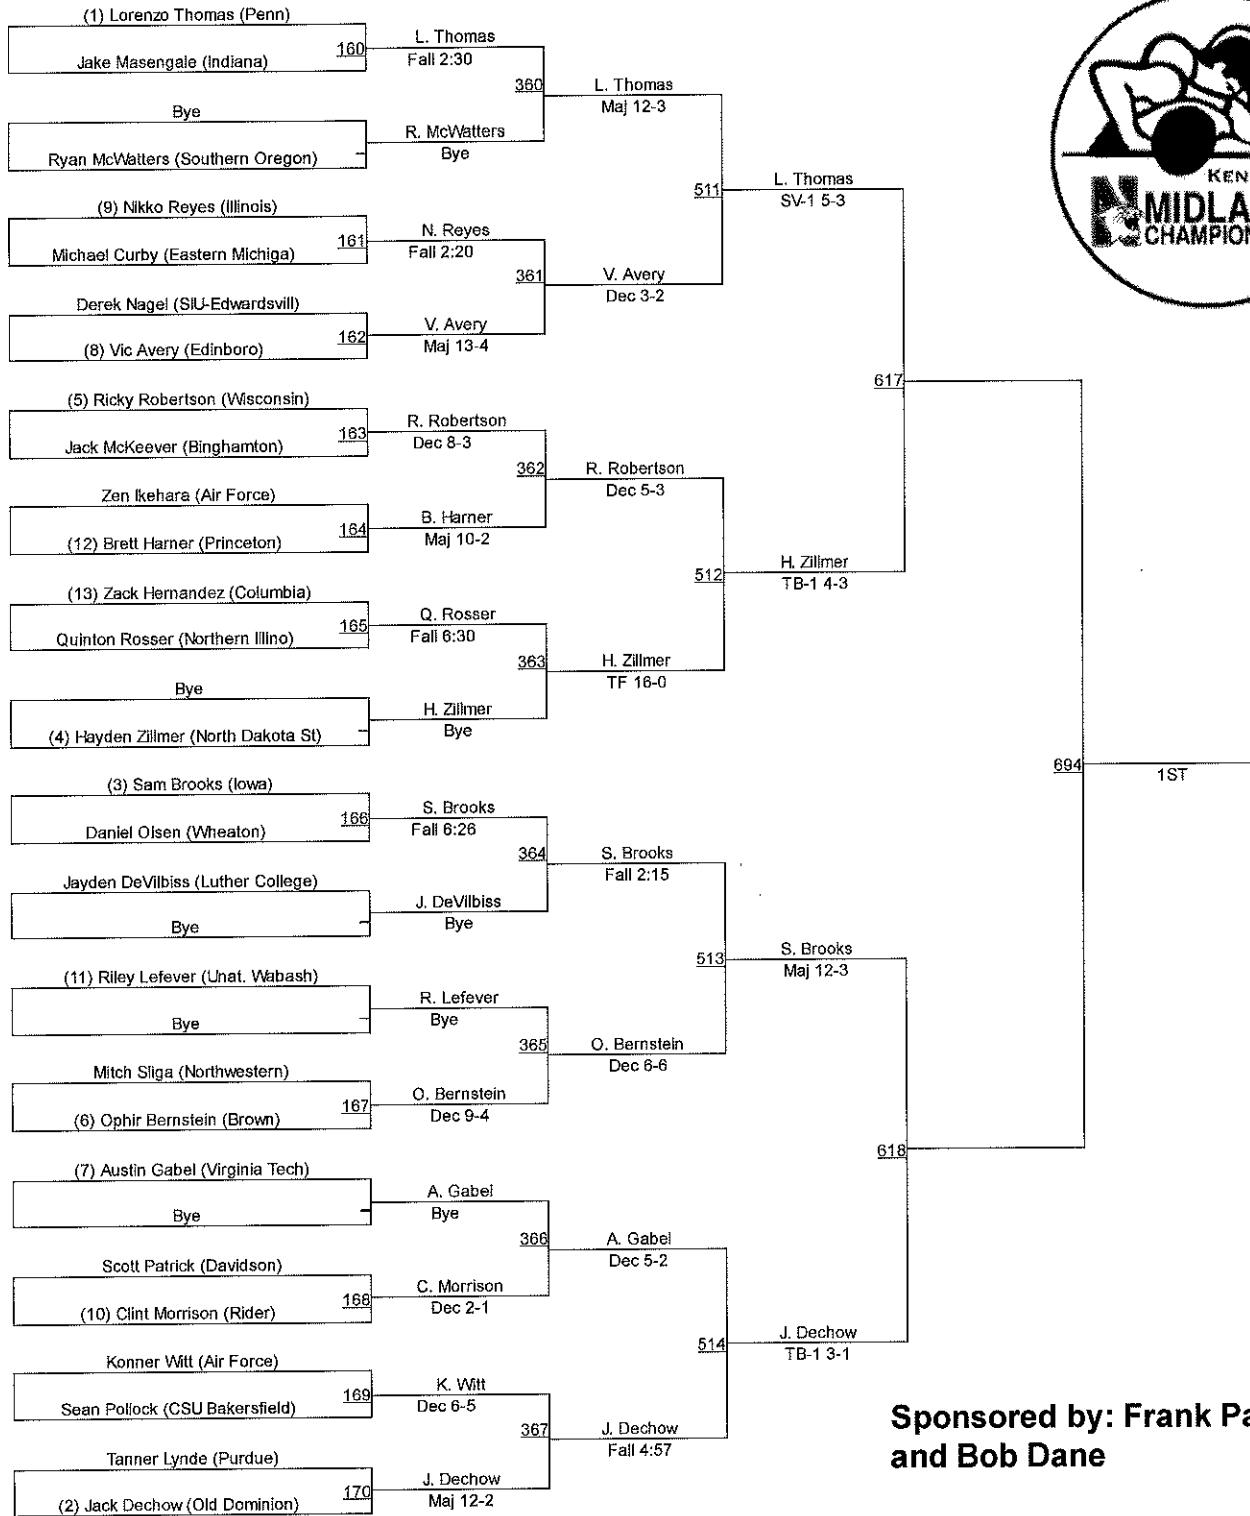 (1) Lorenzo Thomas (Penn)
160
Jake Masengale (Indiana)
L. Thomas
Fall 2:30
360
Bye
Ryan McWatters (Southern Oregon)
R. McWatters
Bye
L. Thomas
Maj 12-3
511
(9) Nikko Reyes (Illinois)
161
Michael Curby (Eastern Michiga)
N. Reyes
Fall 2:20
361
Derek Nagel (SIU-Edwardsvill)
162
(8) Vic Avery (Edinboro)
V. Avery
Maj 13-4
V. Avery
Dec 3-2
L. Thomas
SV-1 5-3
617
(5) Ricky Robertson (Wisconsin)
163
Jack McKeever (Binghamton)
R. Robertson
Dec 8-3
362
Zen Ikehara (Air Force)
164
(12) Brett Harner (Princeton)
B. Harner
Maj 10-2
R. Robertson
Dec 5-3
512
(13) Zack Hernandez (Columbia)
165
Quinton Rosser (Northern Illino)
Q. Rosser
Fall 6:30
363
Bye
(4) Hayden Zillmer (North Dakota St)
H. Zillmer
Bye
H. Zillmer
TF 16-0
H. Zillmer
TB-1 4-3
694
1ST
(3) Sam Brooks (Iowa)
166
Daniel Olsen (Wheaton)
S. Brooks
Fall 6:26
364
Jayden DeVilbiss (Luther College)
Bye
J. DeVilbiss
Bye
S. Brooks
Fall 2:15
513
(11) Riley Lefever (Unat. Wabash)
Bye
R. Lefever
Bye
365
Mitch Sliga (Northwestern)
167
(6) Ophir Bernstein (Brown)
O. Bernstein
Dec 9-4
O. Bernstein
Dec 6-6
S. Brooks
Maj 12-3
618
(7) Austin Gabel (Virginia Tech)
Bye
A. Gabel
Bye
366
Scott Patrick (Davidson)
168
(10) Clint Morrison (Rider)
C. Morrison
Dec 2-1
A. Gabel
Dec 5-2
514
Konner Witt (Air Force)
169
Sean Pollock (CSU Bakersfield)
K. Witt
Dec 6-5
367
Tanner Lynde (Purdue)
170
(2) Jack Dechow (Old Dominion)
J. Dechow
Maj 12-2
J. Dechow
Fall 4:57
J. Dechow
TB-1 3-1
KEN
N MIDLA
CHAMPION
Sponsored by: Frank Pa
and Bob Dane